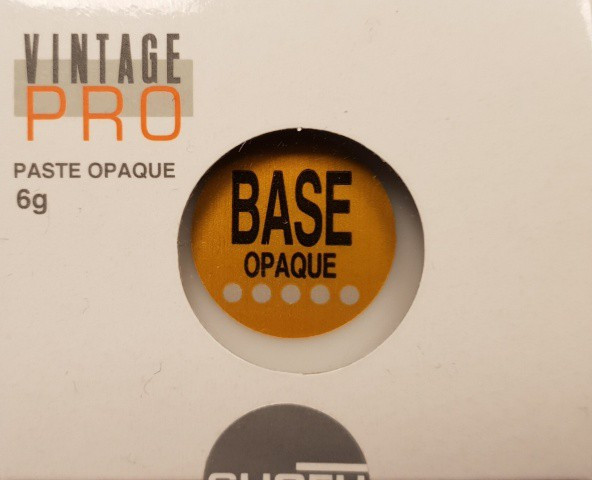 VINTAGE
PRO
PASTE OPAQUE
6g
BASE
OPAQUE